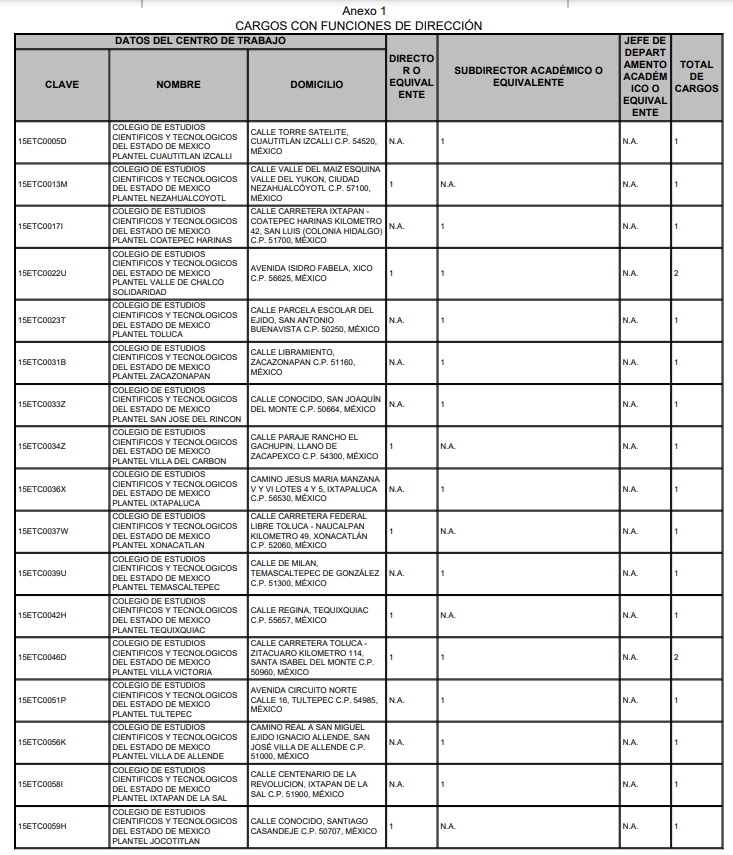 Anexo 1
CARGOS CON FUNCIONES DE DIRECCIÓN
DATOS DEL CENTRO DE TRABAJO
CLAVE
NOMBRE
DOMICILIO
DIRECTO
R O
EQUIVAL
ENTE
SUBDIRECTOR ACADÉMICO O
EQUIVALENTE
JEFE DE
DEPART
AMENTO
ACADÉM
ICO O
EQUIVAL
ENTE
TOTAL
DE
CARGOS
15ETC0005D
COLEGIO DE ESTUDIOS
CIENTIFICOS Y TECNOLOGICOS
DEL ESTADO DE MEXICO
PLANTEL CUAUTITLAN IZCALLI
CALLE TORRE SATELITE,
CUAUTITLÁN IZCALLI C.P. 54520,
MÉXICO
N.A.
1
N.A.
1
15ETC0013M
COLEGIO DE ESTUDIOS
CIENTIFICOS Y TECNOLOGICOS
DEL ESTADO DE MEXICO
PLANTEL NEZAHUALCOYOTL
CALLE VALLE DEL MAIZ ESQUINA
VALLE DEL YUKON, CIUDAD
NEZAHUALCÓYOTL C.P. 57100,
MÉXICO
1
N.A.
N.A.
1
15ETC0017I
COLEGIO DE ESTUDIOS
CIENTIFICOS Y TECNOLOGICOS
DEL ESTADO DE MEXICO
PLANTEL COATEPEC HARINAS
CALLE CARRETERA IXTAPAN -
COATEPEC HARINAS KILOMETRO
42, SAN LUIS (COLONIA HIDALGO)
C.P. 51700, MÉXICO
N.A.
1
N.A.
1
15ETC0022U
COLEGIO DE ESTUDIOS
CIENTIFICOS Y TECNOLOGICOS
DEL ESTADO DE MEXICO
PLANTEL VALLE DE CHALCO
SOLIDARIDAD
AVENIDA ISIDRO FABELA, XICO
C.P. 56625, MÉXICO
1
1
N.A.
2
15ETC0023T
COLEGIO DE ESTUDIOS
CIENTIFICOS Y TECNOLOGICOS
DEL ESTADO DE MEXICO
PLANTEL TOLUCA
CALLE PARCELA ESCOLAR DEL
EJIDO, SAN ANTONIO
BUENAVISTA C.P. 50250, MÉXICO
N.A.
1
N.A.
1
15ETC0031B
COLEGIO DE ESTUDIOS
CIENTIFICOS Y TECNOLOGICOS
DEL ESTADO DE MEXICO
PLANTEL ZACAZONAPAN
CALLE LIBRAMIENTO,
ZACAZONAPAN C.P. 51160,
MÉXICO
N.A.
1
N.A.
1
15ETC0033Z
COLEGIO DE ESTUDIOS
CIENTIFICOS Y TECNOLOGICOS
DEL ESTADO DE MEXICO
PLANTEL SAN JOSE DEL RINCON
CALLE CONOCIDO, SAN JOAQUÍN
DEL MONTE C.P. 50664, MÉXICO
N.A.
1
N.A.
1
15ETC0034Z
COLEGIO DE ESTUDIOS
CIENTIFICOS Y TECNOLOGICOS
DEL ESTADO DE MEXICO
PLANTEL VILLA DEL CARBON
CALLE PARAJE RANCHO EL
GACHUPIN, LLANO DE
ZACAPEXCO C.P. 54300, MÉXICO
1
N.A.
N.A.
1
15ETC0036X
COLEGIO DE ESTUDIOS
CIENTIFICOS Y TECNOLOGICOS
DEL ESTADO DE MEXICO
PLANTEL IXTAPALUCA
CAMINO JESUS MARIA MANZANA
V Y VI LOTES 4 Y 5, IXTAPALUCA
C.P. 56530, MÉXICO
N.A.
1
N.A.
1
15ETC0037W
COLEGIO DE ESTUDIOS
CIENTIFICOS Y TECNOLOGICOS
DEL ESTADO DE MEXICO
PLANTEL XONACATLAN
CALLE CARRETERA FEDERAL
LIBRE TOLUCA - NAUCALPAN
KILOMETRO 49, XONACATLÁN
C.P. 52060, MÉXICO
1
N.A.
N.A.
1
15ETC0039U
COLEGIO DE ESTUDIOS
CIENTIFICOS Y TECNOLOGICOS
DEL ESTADO DE MEXICO
PLANTEL TEMASCALTEPEC
CALLE DE MILAN,
TEMASCALTEPEC DE GONZÁLEZ
C.P. 51300, MÉXICO
N.A.
1
N.A.
1
15ETC0042H
COLEGIO DE ESTUDIOS
CIENTIFICOS Y TECNOLOGICOS
DEL ESTADO DE MEXICO
PLANTEL TEQUIXQUIAC
CALLE REGINA, TEQUIXQUIAC
C.P. 55657, MÉXICO
1
N.A.
N.A.
1
15ETC0046D
COLEGIO DE ESTUDIOS
CIENTIFICOS Y TECNOLOGICOS
DEL ESTADO DE MEXICO
PLANTEL VILLA VICTORIA
CALLE CARRETERA TOLUCA -
ZITACUARO KILOMETRO 114,
SANTA ISABEL DEL MONTE C.P.
50960, MÉXICO
1
1
N.A.
2
15ETC0051P
COLEGIO DE ESTUDIOS
CIENTIFICOS Y TECNOLOGICOS
DEL ESTADO DE MEXICO
PLANTEL TULTEPEC
AVENIDA CIRCUITO NORTE
CALLE 16, TULTEPEC C.P. 54985,
MÉXICO
N.A.
1
N.A.
1
15ETC0056K
COLEGIO DE ESTUDIOS
CIENTIFICOS Y TECNOLOGICOS
DEL ESTADO DE MEXICO
PLANTEL VILLA DE ALLENDE
CAMINO REAL A SAN MIGUEL
EJIDO IGNACIO ALLENDE, SAN
JOSÉ VILLA DE ALLENDE C.P.
51000, MÉXICO
N.A.
1
N.A.
1
15ETC0058I
COLEGIO DE ESTUDIOS
CIENTIFICOS Y TECNOLOGICOS
DEL ESTADO DE MEXICO
PLANTEL IXTAPAN DE LA SAL
CALLE CENTENARIO DE LA
REVOLUCION, IXTAPAN DE LA
SAL C.P. 51900, MÉXICO
N.A.
1
N.A.
1
15ETC0059H
COLEGIO DE ESTUDIOS
CIENTIFICOS Y TECNOLOGICOS
DEL ESTADO DE MEXICO
PLANTEL JOCOTITLAN
CALLE CONOCIDO, SANTIAGO
CASANDEJE C.P. 50707, MÉXICO
1
N.A.
N.A.
1